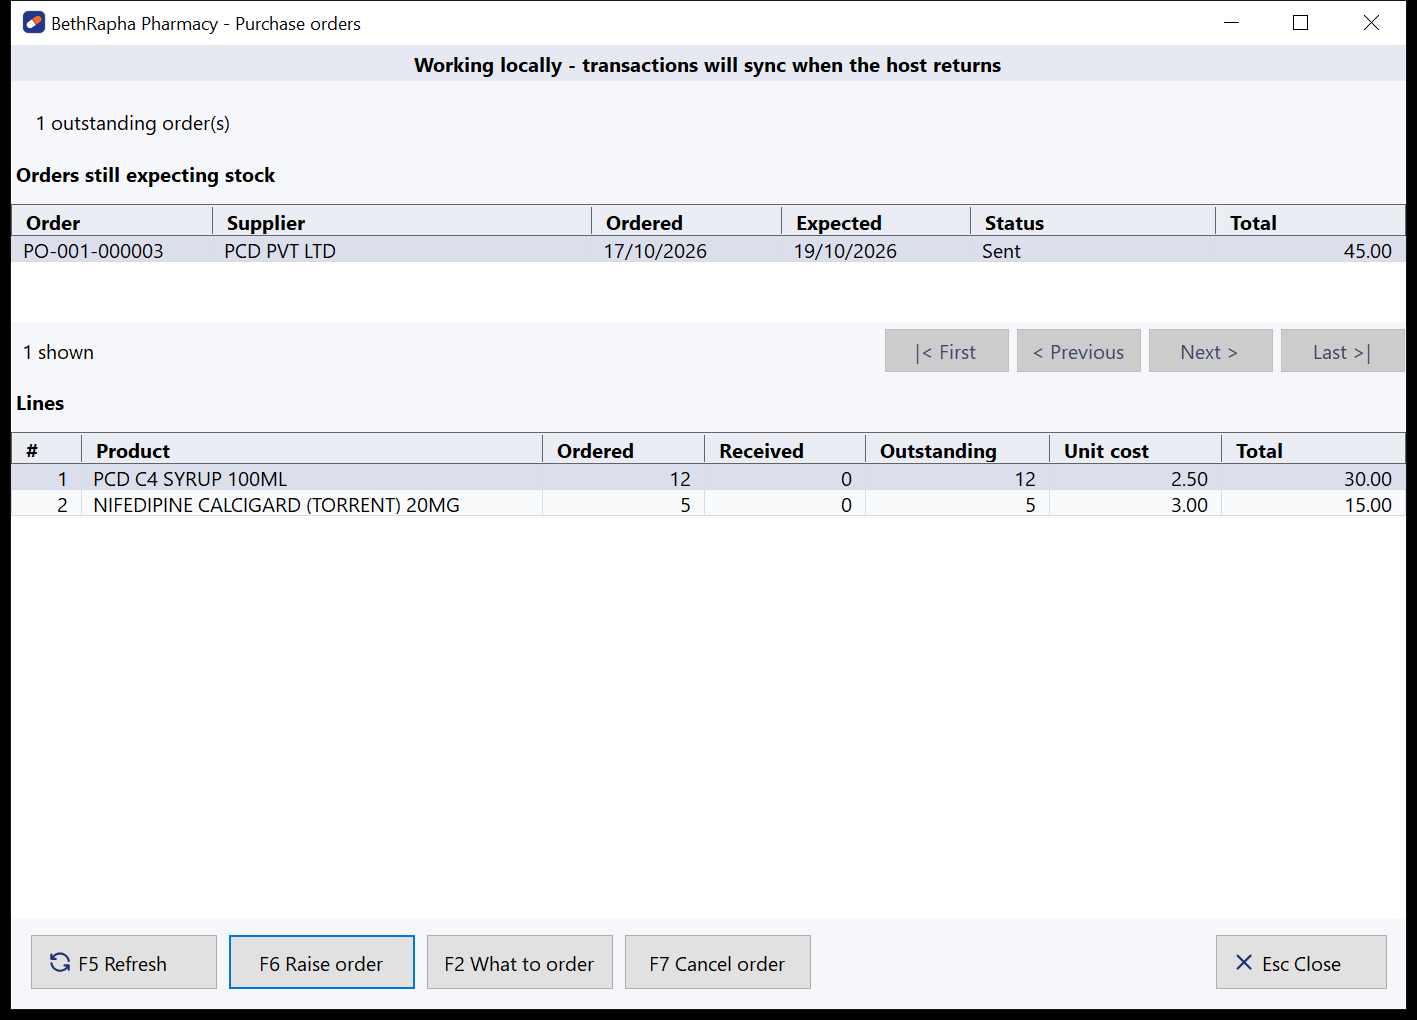 BethRapha Pharmacy - Purchase orders
Working locally - transactions will sync when the host returns
1 outstanding order(s)
Orders still expecting stock
Order Supplier Ordered Expected Status Total
PO-001-000003 PCD PVT LTD 17/10/2026 19/10/2026 Sent 45.00
1 shown |< First < Previous Next > Last >|
Lines
# Product Ordered Received Outstanding Unit cost Total
1 PCD C4 SYRUP 100ML 12 0 12 2.50 30.00
2 NIFEDIPINE CALCIGARD (TORRENT) 20MG 5 0 5 3.00 15.00
F5 Refresh F6 Raise order F2 What to order F7 Cancel order Esc Close